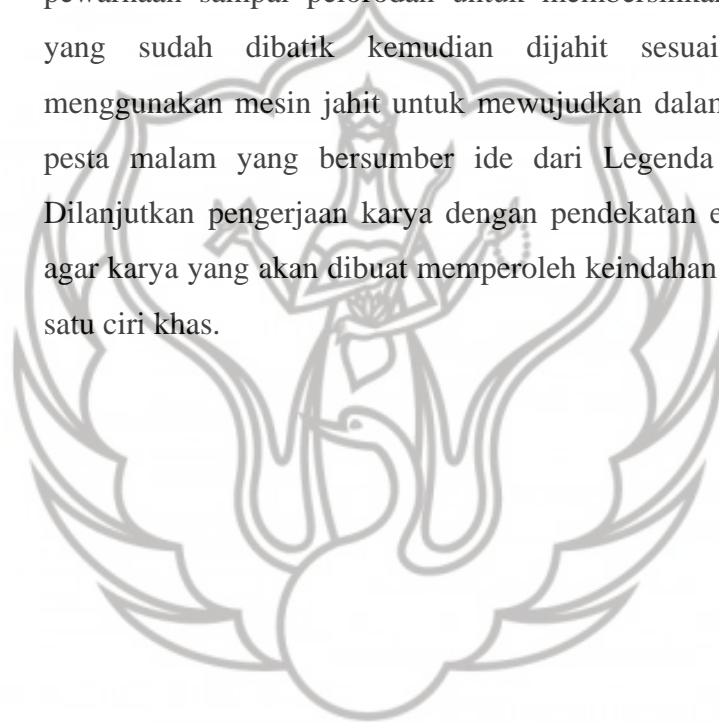 pewarnaan sampai pelorodan untuk membersihkan
yang sudah dibatik kemudian dijahit sesuai
menggunakan mesin jahit untuk mewujudkan dalam
pesta malam yang bersumber ide dari Legenda
Dilanjutkan pengerjaan karya dengan pendekatan e
agar karya yang akan dibuat memperoleh keindahan
satu ciri khas.